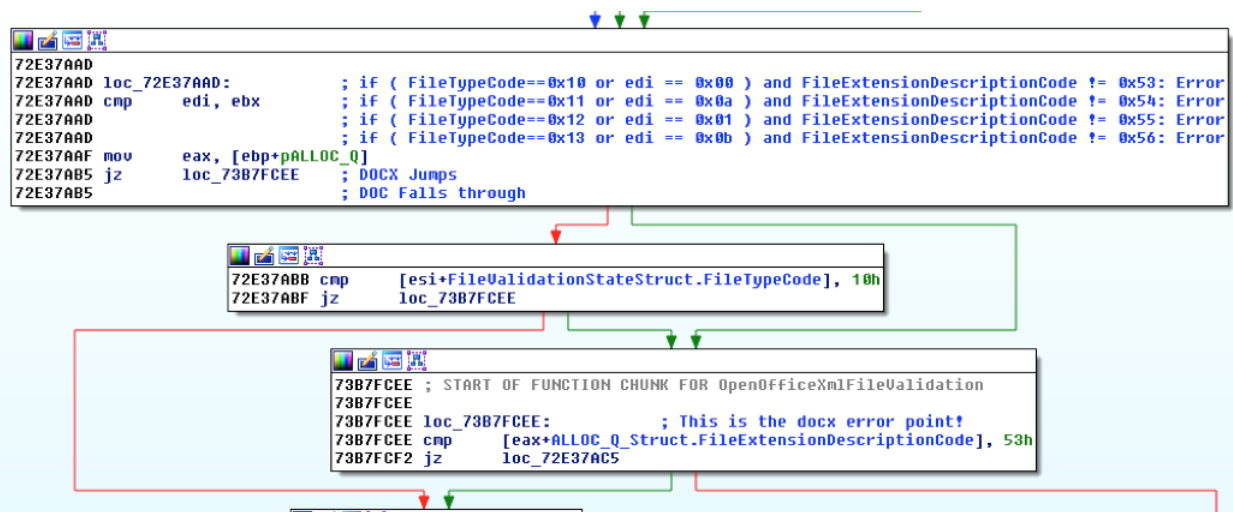 72E37AAD
72E37AAD loc_72E37AAD: ; if ( FileTypeCode==0x10 or edi == 0x00 ) and FileExtensionDescriptionCode != 0x53: Error
72E37AAD cmp edi, ebx ; if ( FileTypeCode==0x11 or edi == 0x0a ) and FileExtensionDescriptionCode != 0x54: Error
72E37AAD ; if ( FileTypeCode==0x12 or edi == 0x01 ) and FileExtensionDescriptionCode != 0x55: Error
72E37AAD ; if ( FileTypeCode==0x13 or edi == 0x0b ) and FileExtensionDescriptionCode != 0x56: Error
72E37AAF mov eax, [ebp+pALLOC_Q]
72E37AB5 jz loc_73B7FCEE ; DOCX Jumps
72E37AB5 ; DOC Falls through
72E37ABB cmp [esi+FileValidationStateStruct.FileTypeCode], 10h
72E37ABF jz loc_73B7FCEE
73B7FCEE ; START OF FUNCTION CHUNK FOR OpenOfficeXmlFileValidation
73B7FCEE
73B7FCEE loc_73B7FCEE: ; This is the docx error point!
73B7FCEE cmp [eax+ALLOC_Q_Struct.FileExtensionDescriptionCode], 53h
73B7FCF2 jz loc_72E37AC5